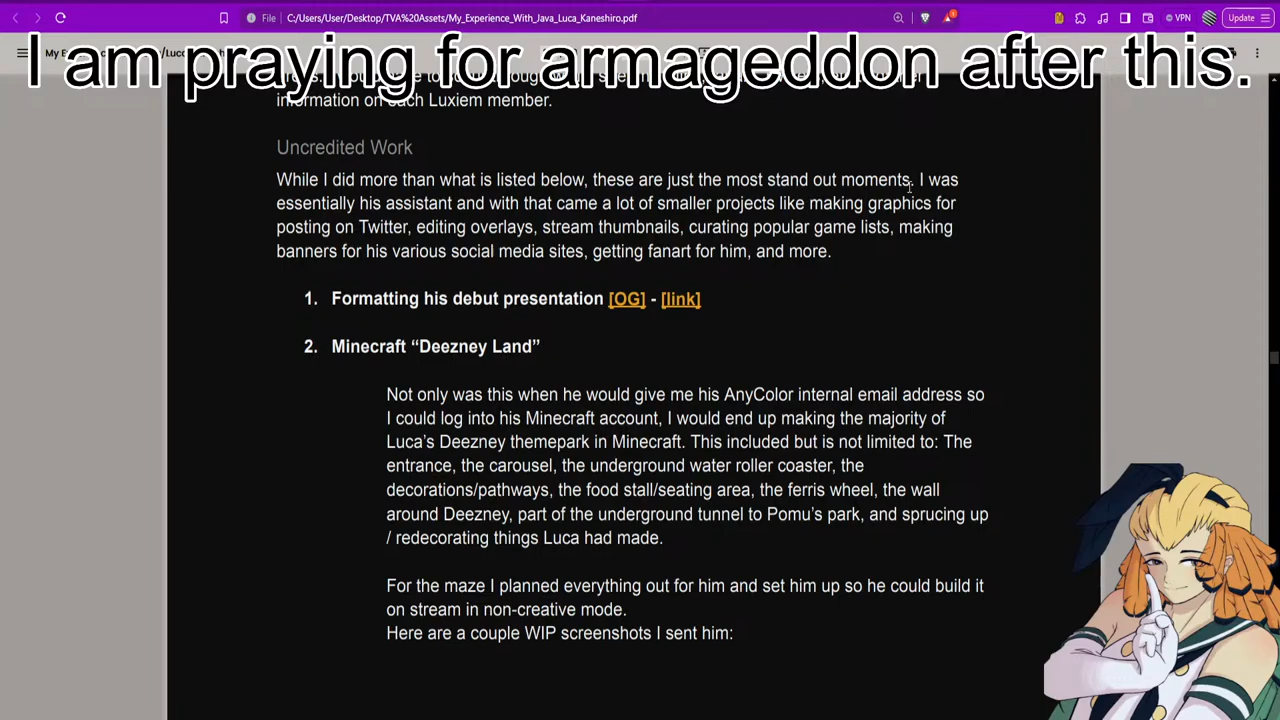 File C:/Users/User/Desktop/TVA%20Assets/My_Experience_With_Java_Luca_Kaneshiro.pdf
VPN
Update
I am praying for armageddon after this.
information on each Luxiem member.
Uncredited Work
While I did more than what is listed below, these are just the most stand out moments. I was
essentially his assistant and with that came a lot of smaller projects like making graphics for
posting on Twitter, editing overlays, stream thumbnails, curating popular game lists, making
banners for his various social media sites, getting fanart for him, and more.
1. Formatting his debut presentation [OG] - [link]
2. Minecraft “Deezney Land”
Not only was this when he would give me his AnyColor internal email address so
I could log into his Minecraft account, I would end up making the majority of
Luca’s Deezney themepark in Minecraft. This included but is not limited to: The
entrance, the carousel, the underground water roller coaster, the
decorations/pathways, the food stall/seating area, the ferris wheel, the wall
around Deezney, part of the underground tunnel to Pomu’s park, and sprucing up
/ redecorating things Luca had made.
For the maze I planned everything out for him and set him up so he could build it
on stream in non-creative mode.
Here are a couple WIP screenshots I sent him: